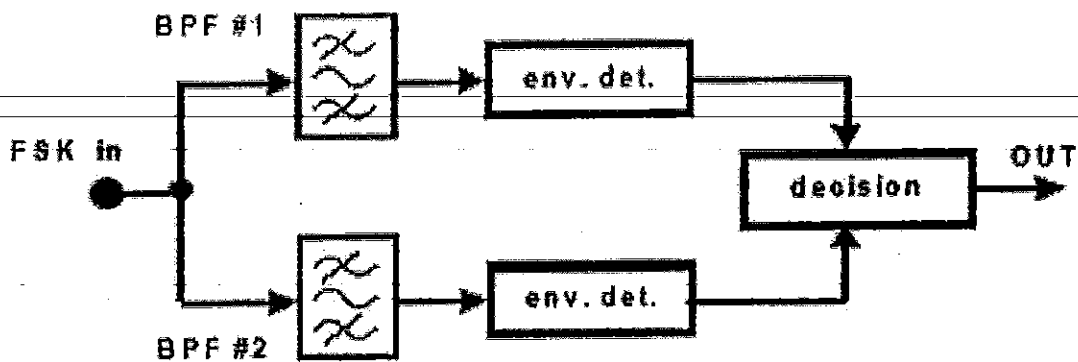 BPF #1
env. det.
FSK in
decision
OUT
env. det.
BPF #2